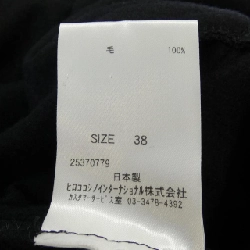 毛 100%
SIZE 38
25370779
日本製
ヒロココシノインターナショナル株式会社
カスタマーサービス室 03-3478-4392